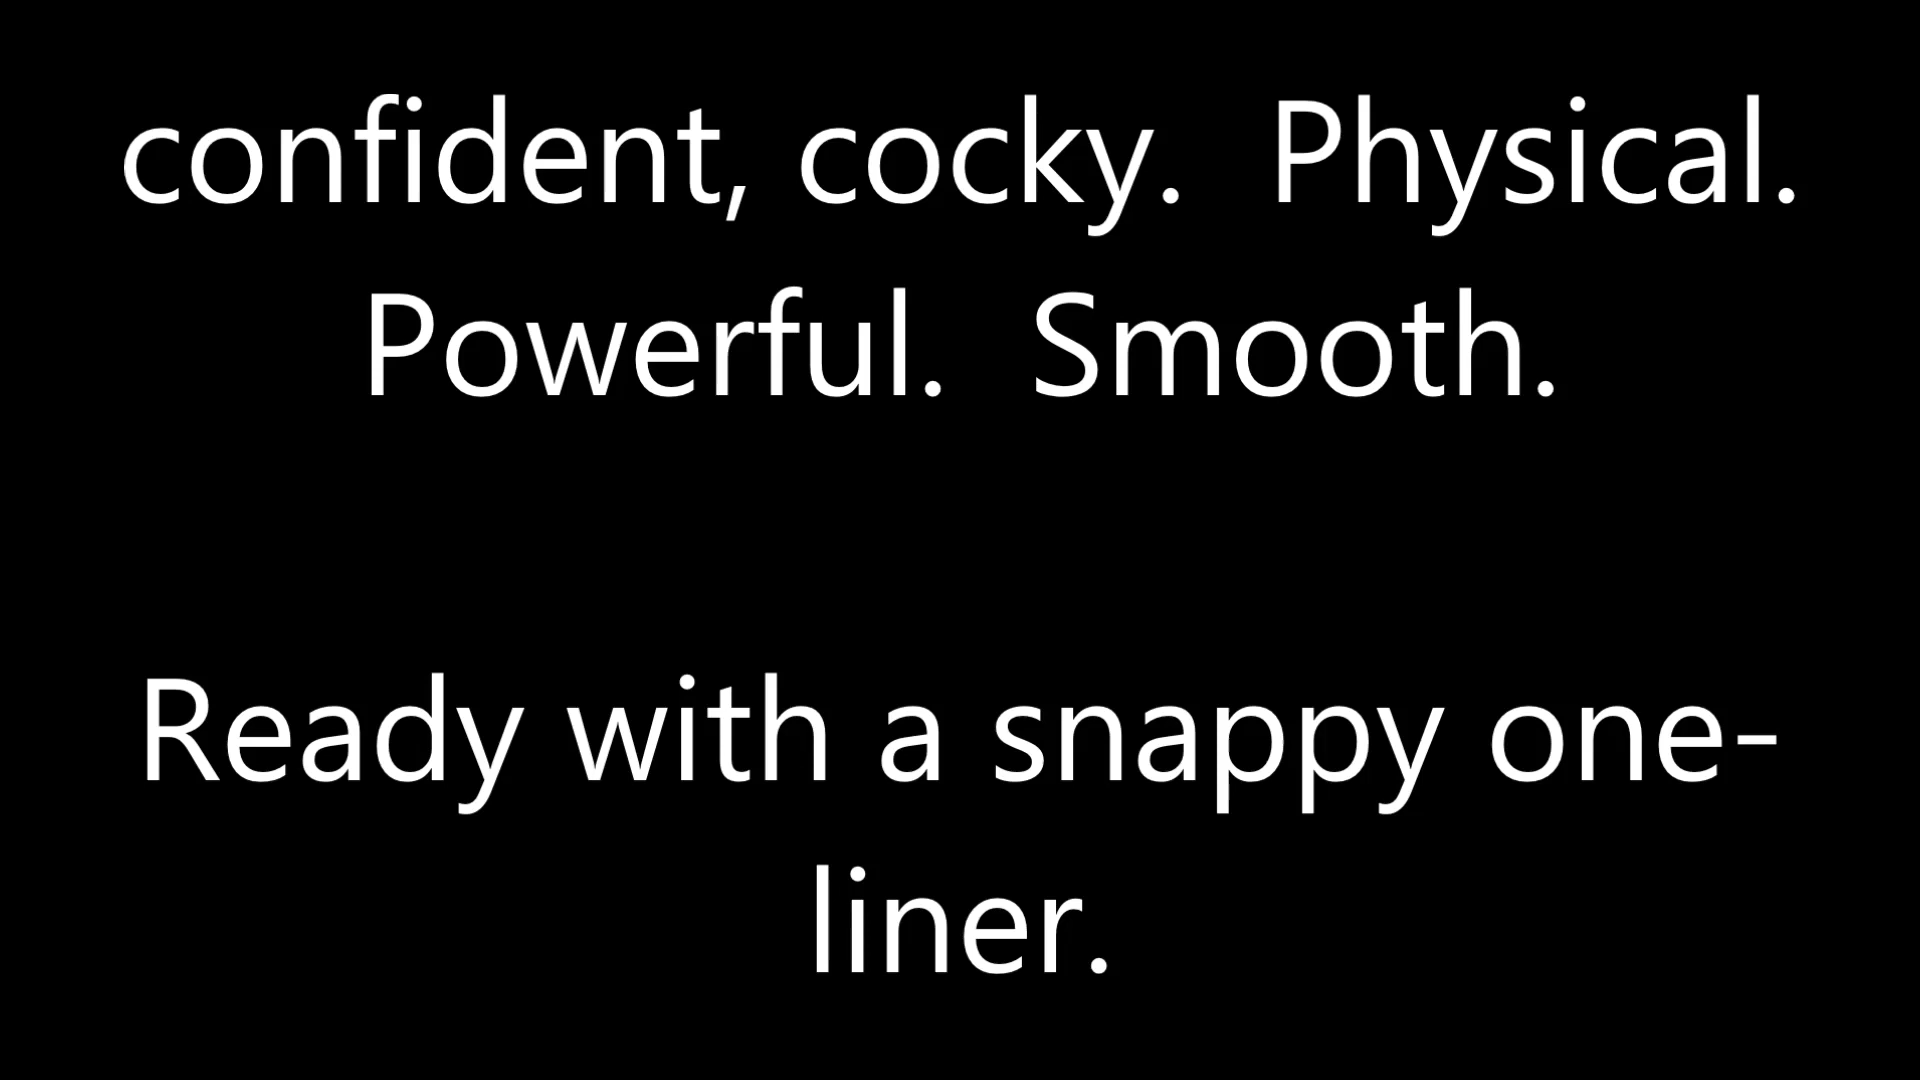 confident, cocky.  Physical.
Powerful.  Smooth.
Ready with a snappy one-
liner.